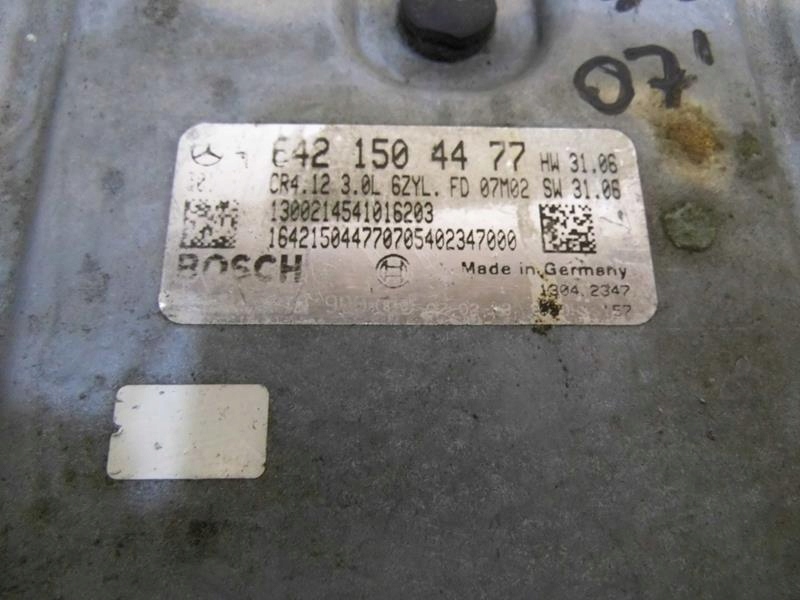 07'
642 150 44 77 HW 31.06
CR4.12 3.0L 6ZYL. FD 07M02 SW 31.06
1300214541016203
164215044770705402347000
BOSCH
Made in Germany
1304.2347